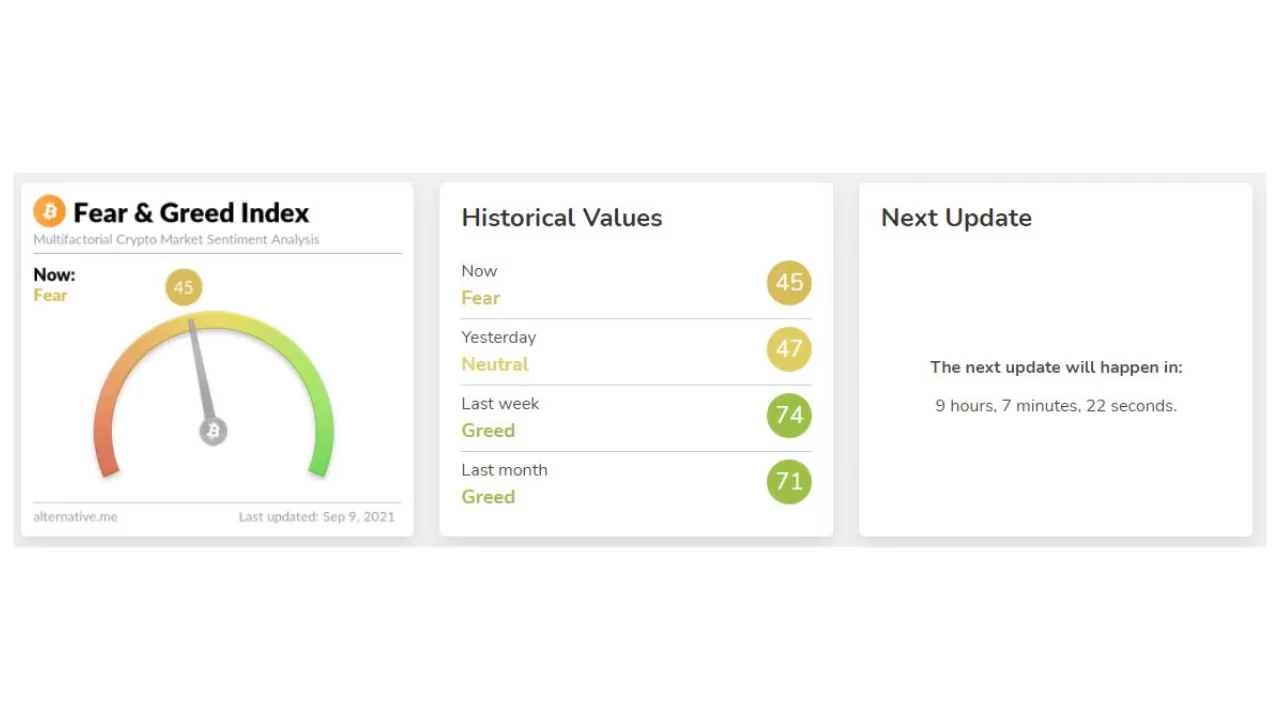 Fear & Greed Index
Multifactorial Crypto Market Sentiment Analysis
Now:
Fear
45
alternative.me
Last updated: Sep 9, 2021
Historical Values
Now
Fear
45
Yesterday
Neutral
47
Last week
Greed
74
Last month
Greed
71
Next Update
The next update will happen in:
9 hours, 7 minutes, 22 seconds.